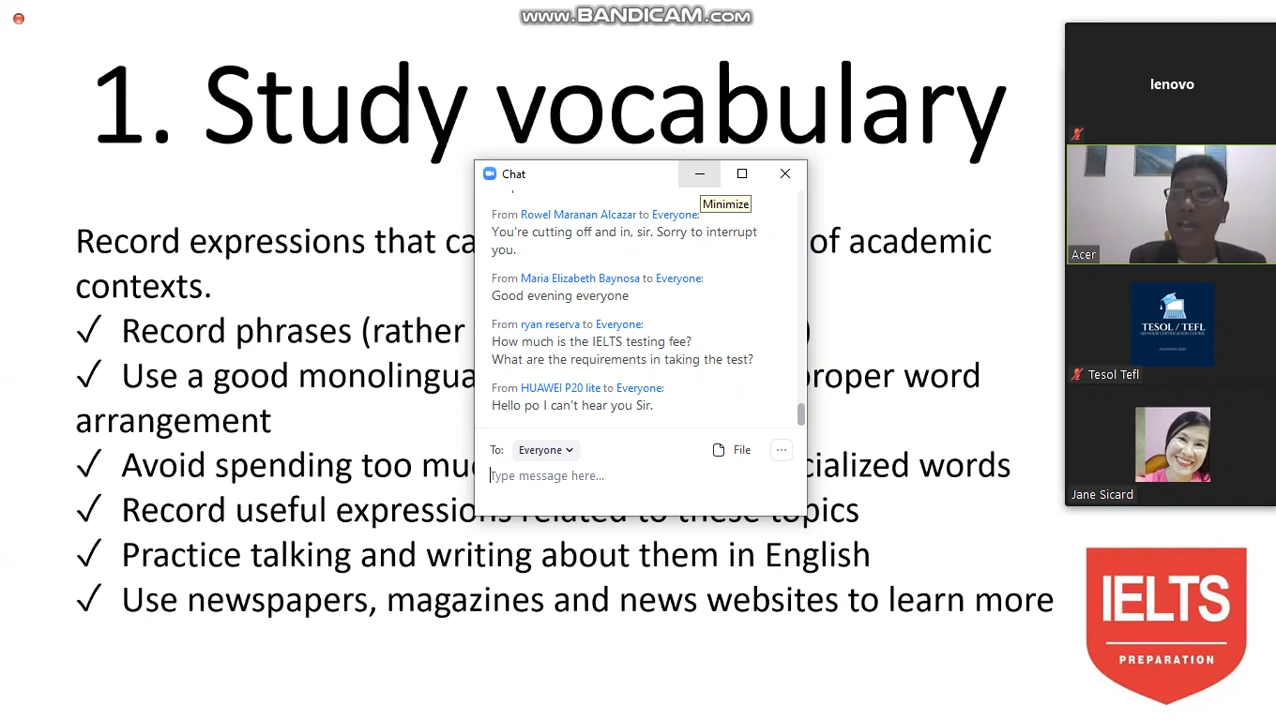 www.BANDICAM.com
1. Study vocabulary
Record expressions that ca
of academic
contexts.
✓ Record phrases (rather
)
✓ Use a good monolingua
proper word
arrangement
✓ Avoid spending too mu
cialized words
✓ Record useful expressions related to these topics
✓ Practice talking and writing about them in English
✓ Use newspapers, magazines and news websites to learn more
Chat
Minimize
From Rowel Maranan Alcazar to Everyone:
You're cutting off and in, sir. Sorry to interrupt
you.
From Maria Elizabeth Baynosa to Everyone:
Good evening everyone
From ryan reserva to Everyone:
How much is the IELTS testing fee?
What are the requirements in taking the test?
From HUAWEI P20 lite to Everyone:
Hello po I can't hear you Sir.
To: Everyone
File
...
Type message here...
lenovo
Acer
TESOL / TEFL
Tesol Tefl
Jane Sicard
IELTS
PREPARATION